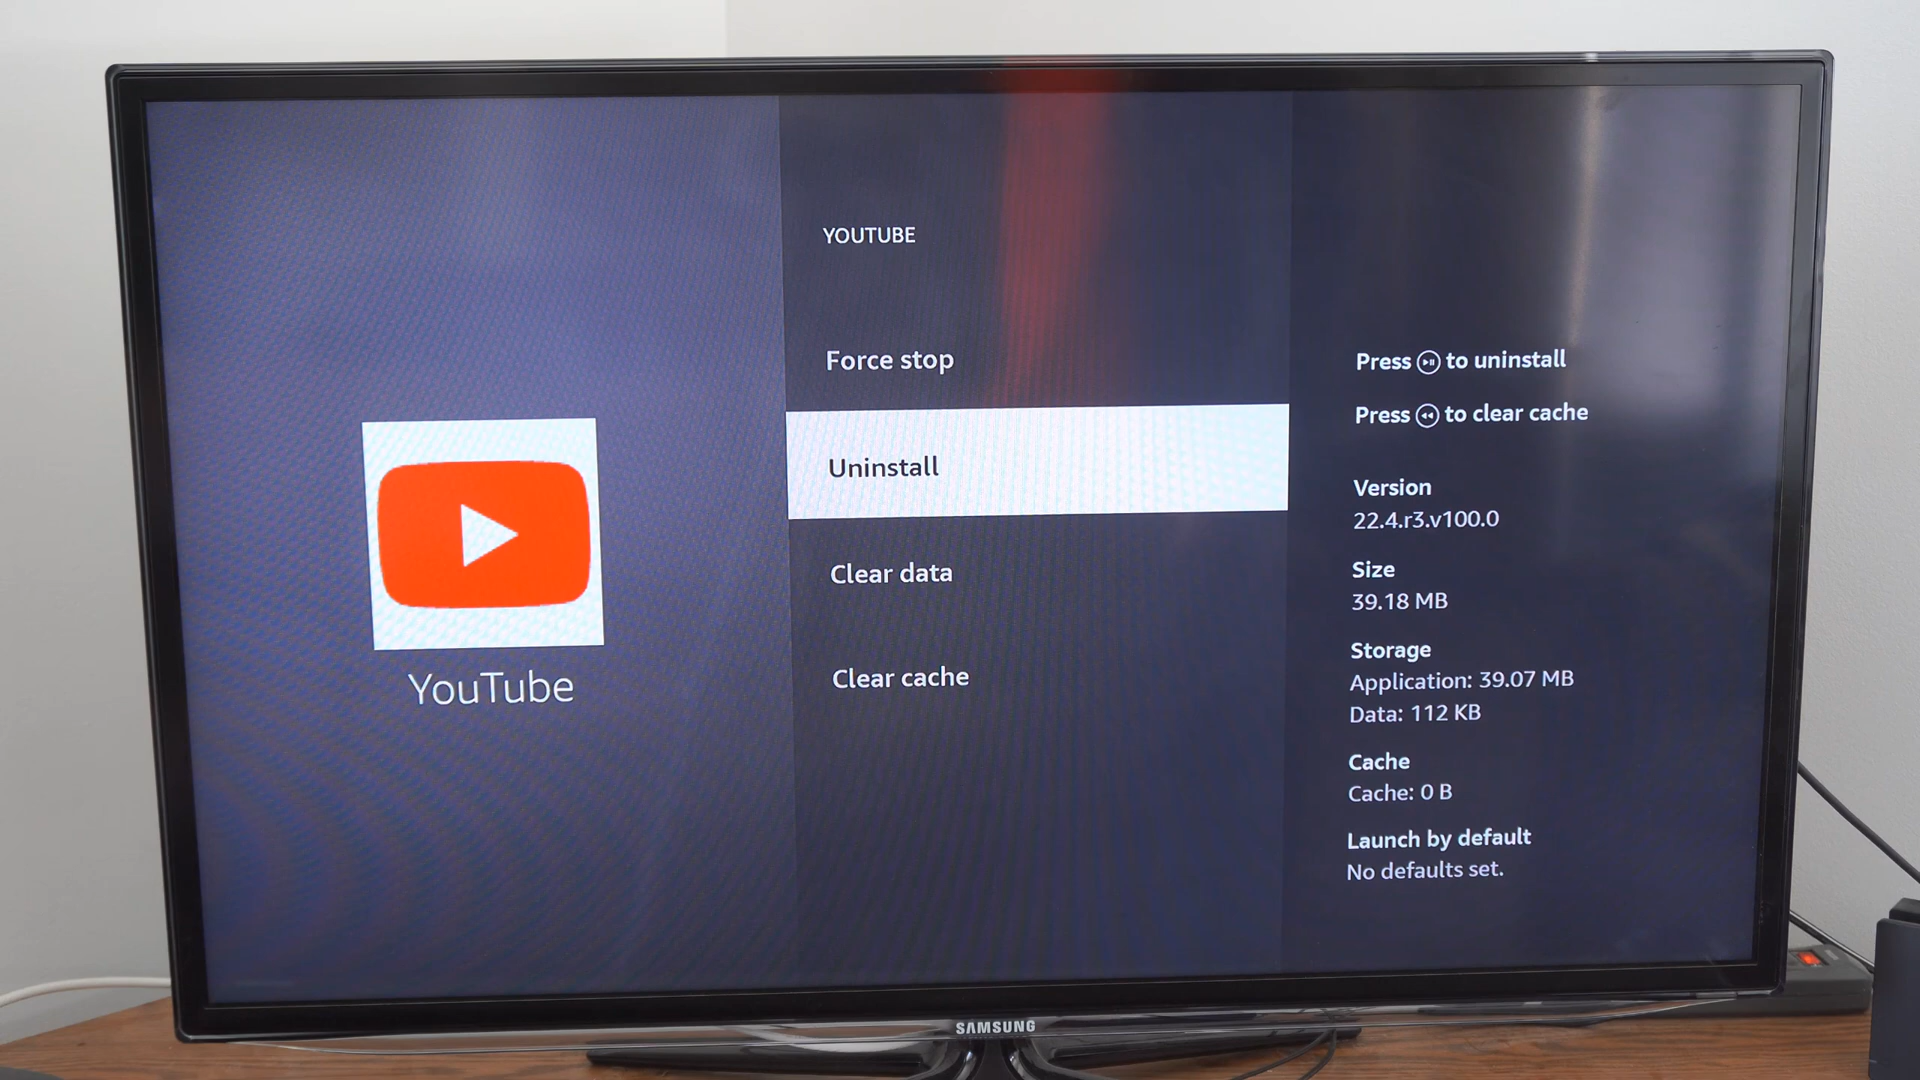 YOUTUBE
Force stop
Uninstall
Clear data
Clear cache
YouTube
Press to uninstall
Press to clear cache
Version
22.4.r3.v100.0
Size
39.18 MB
Storage
Application: 39.07 MB
Data: 112 KB
Cache
Cache: 0 B
Launch by default
No defaults set.
SAMSUNG